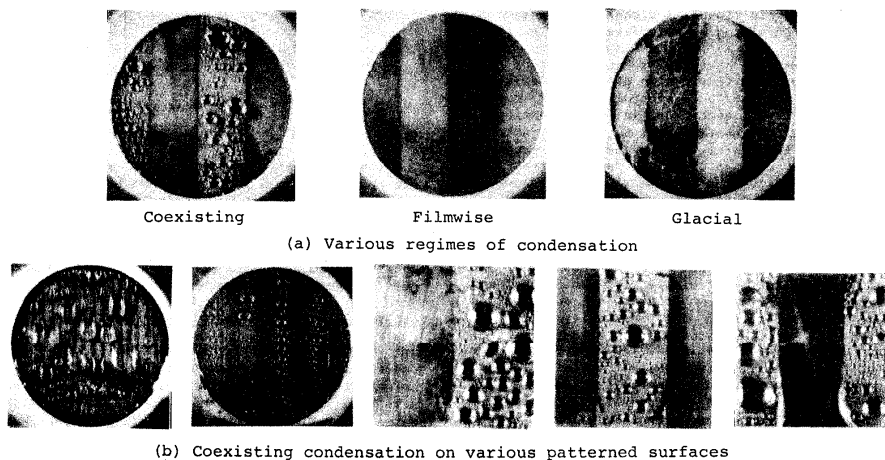 Coexisting
Filmwise
Glacial
(a) Various regimes of condensation
(b) Coexisting condensation on various patterned surfaces